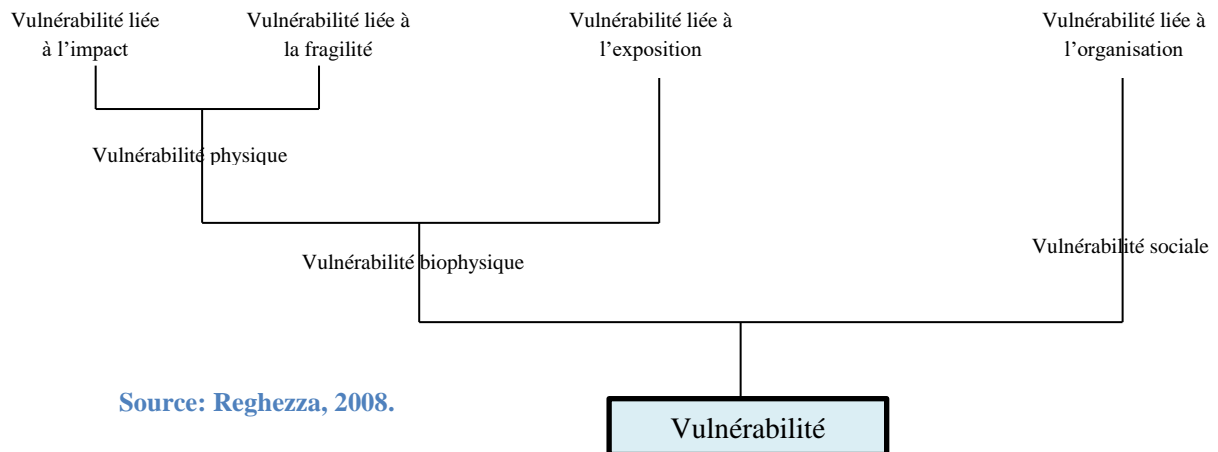 Vulnérabilité liée
à l’impact
Vulnérabilité liée à
la fragilité
Vulnérabilité liée à
l’exposition
Vulnérabilité liée à
l’organisation
Vulnérabilité physique
Vulnérabilité sociale
Vulnérabilité biophysique
Source: Reghezza, 2008.
Vulnérabilité